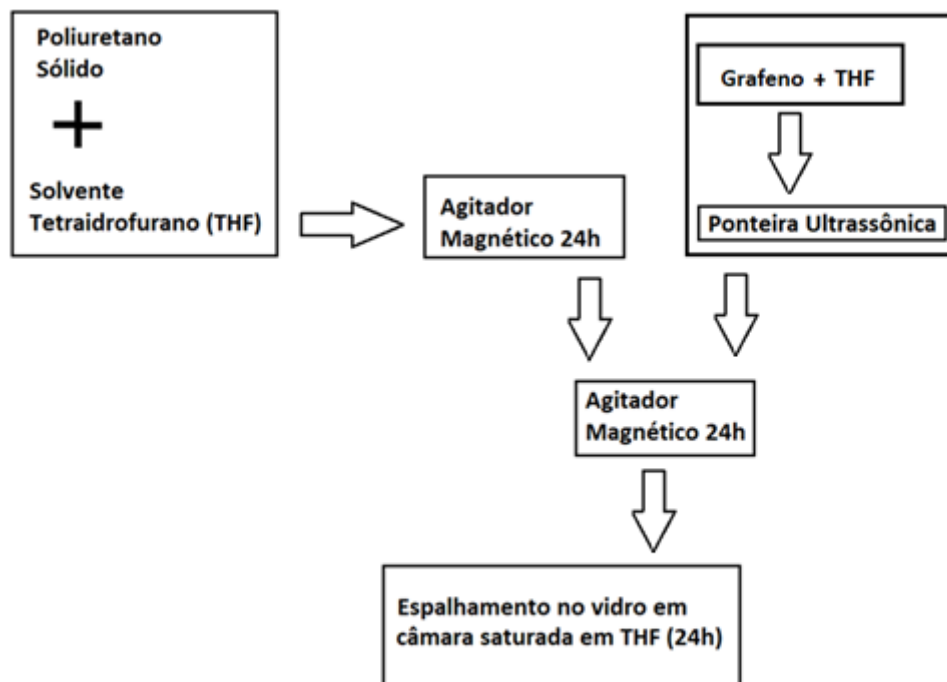 Poliuretano
Sólido
+
Solvente
Tetraidrofurano (THF)
Agitador
Magnético 24h
Grafeno + THF
Ponteira Ultrassônica
Agitador
Magnético 24h
Espalhamento no vidro em
câmara saturada em THF (24h)